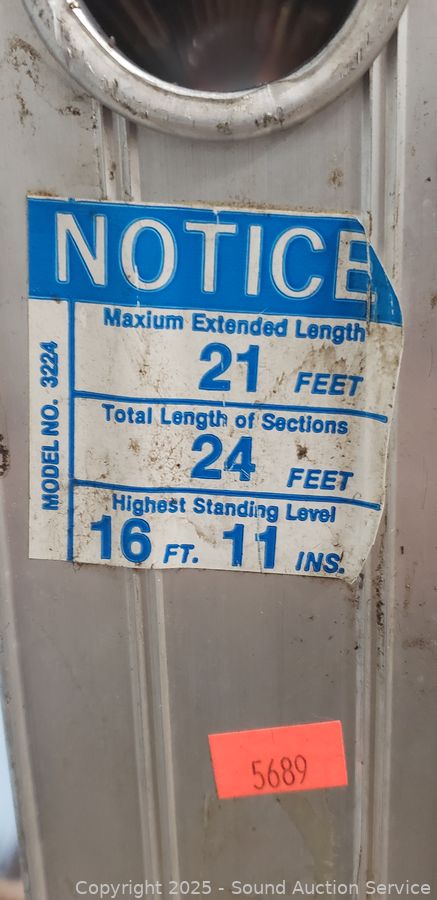 NOTICE
Maxium Extended Length
21 FEET
Total Length of Sections
24 FEET
Highest Standing Level
16 FT. 11 INS.
MODEL NO. 3224
5689
Copyright 2025 - Sound Auction Service